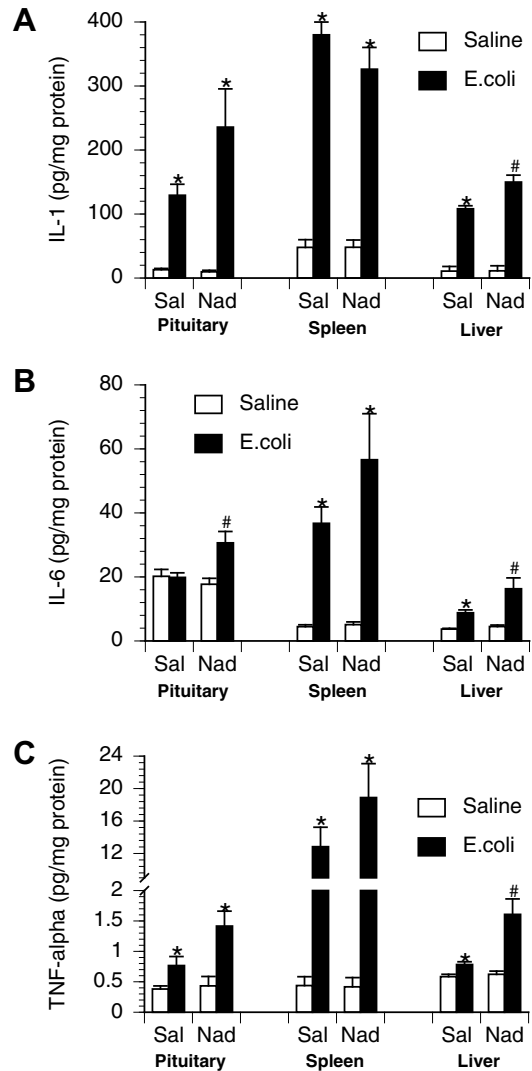 A
IL-1 (pg/mg protein)
400
300
200
100
0
Saline
E.coli
* * * * * #
Sal Nad Sal Nad Sal Nad
Pituitary Spleen Liver
B
IL-6 (pg/mg protein)
80
60
40
20
0
Saline
E.coli
# * * * #
Sal Nad Sal Nad Sal Nad
Pituitary Spleen Liver
C
TNF-alpha (pg/mg protein)
24
20
16
12
2
1.5
1
0.5
0
Saline
E.coli
* * * * * #
Sal Nad Sal Nad Sal Nad
Pituitary Spleen Liver